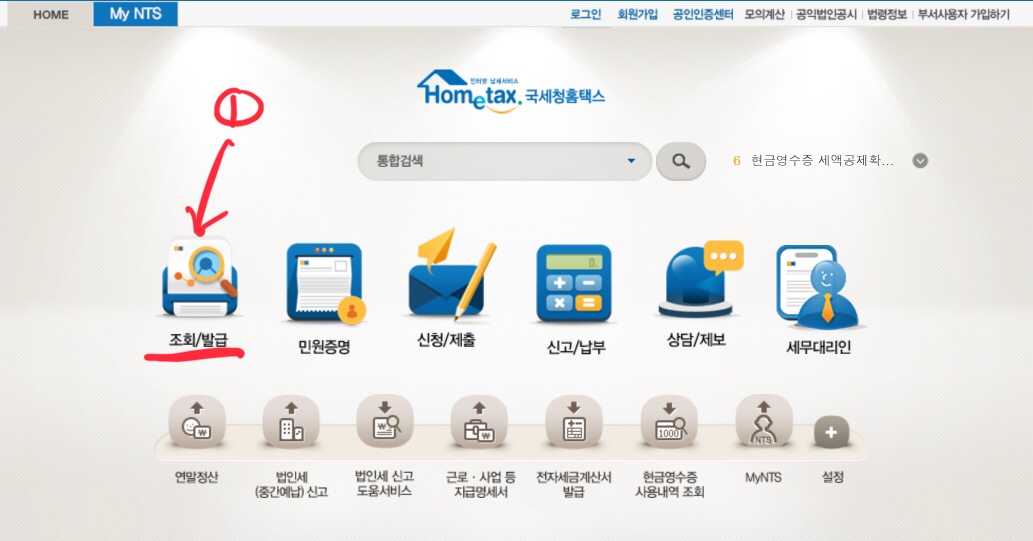 HOME My NTS 로그인 회원가입 공인인증센터 모의계산 공익법인공시 법령정보 부서사용자 가입하기
인터넷 납세서비스
Hometax. 국세청홈택스
①
통합검색 6 현금영수증 세액공제확...
조회/발급 민원증명 신청/제출 신고/납부 상담/제보 세무대리인
연말정산 법인세 법인세 신고 근로 · 사업 등 전자세금계산서 현금영수증 MyNTS 설정
(중간예납) 신고 도움서비스 지급명세서 발급 사용내역 조회